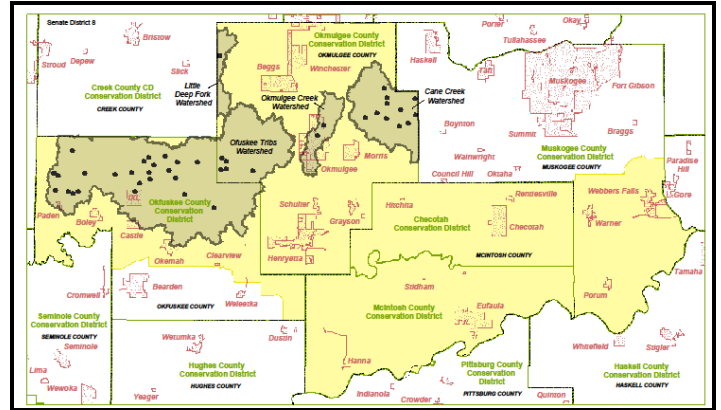 Senate District 8
Bristow
Stroud
Depew
Slick
Creek County CD
Conservation District
CREEK COUNTY
Little
Deep Fork
Watershed
Okmulgee County
Conservation District
OKMULGEE COUNTY
Beggs
Winchester
Okmulgee Creek
Watershed
Cane Creek
Watershed
Ofuskee Tribs
Watershed
Okmulgee
Morris
Haskell
Porter
Tullahassee
Okay
Taft
Muskogee
Fort Gibson
Boynton
Summit
Braggs
Wainwright
Council Hill
Oktaha
Muskogee County
Conservation District
MUSKOGEE COUNTY
Paradise
Hill
Gore
Webbers Falls
Warner
Rentiesville
Hitchita
Checotah
Conservation District
Checotah
MCINTOSH COUNTY
Schulter
Grayson
Henryetta
Okfuskee County
Conservation District
Paden
Boley
Castle
Okemah
Clearview
Bearden
Weleetka
OKFUSKEE COUNTY
Cromwell
Seminole County
Conservation District
SEMINOLE COUNTY
Seminole
Lima
Wewoka
Wetumka
Dustin
Hughes County
Conservation District
HUGHES COUNTY
Yeager
Stidham
McIntosh County
Conservation District
Eufaula
Hanna
Indianola
Crowder
Pittsburg County
Conservation
District
PITTSBURG COUNTY
Quinton
Porum
Tamaha
Whitefield
Stigler
Haskell County
Conservation District
HASKELL COUNTY